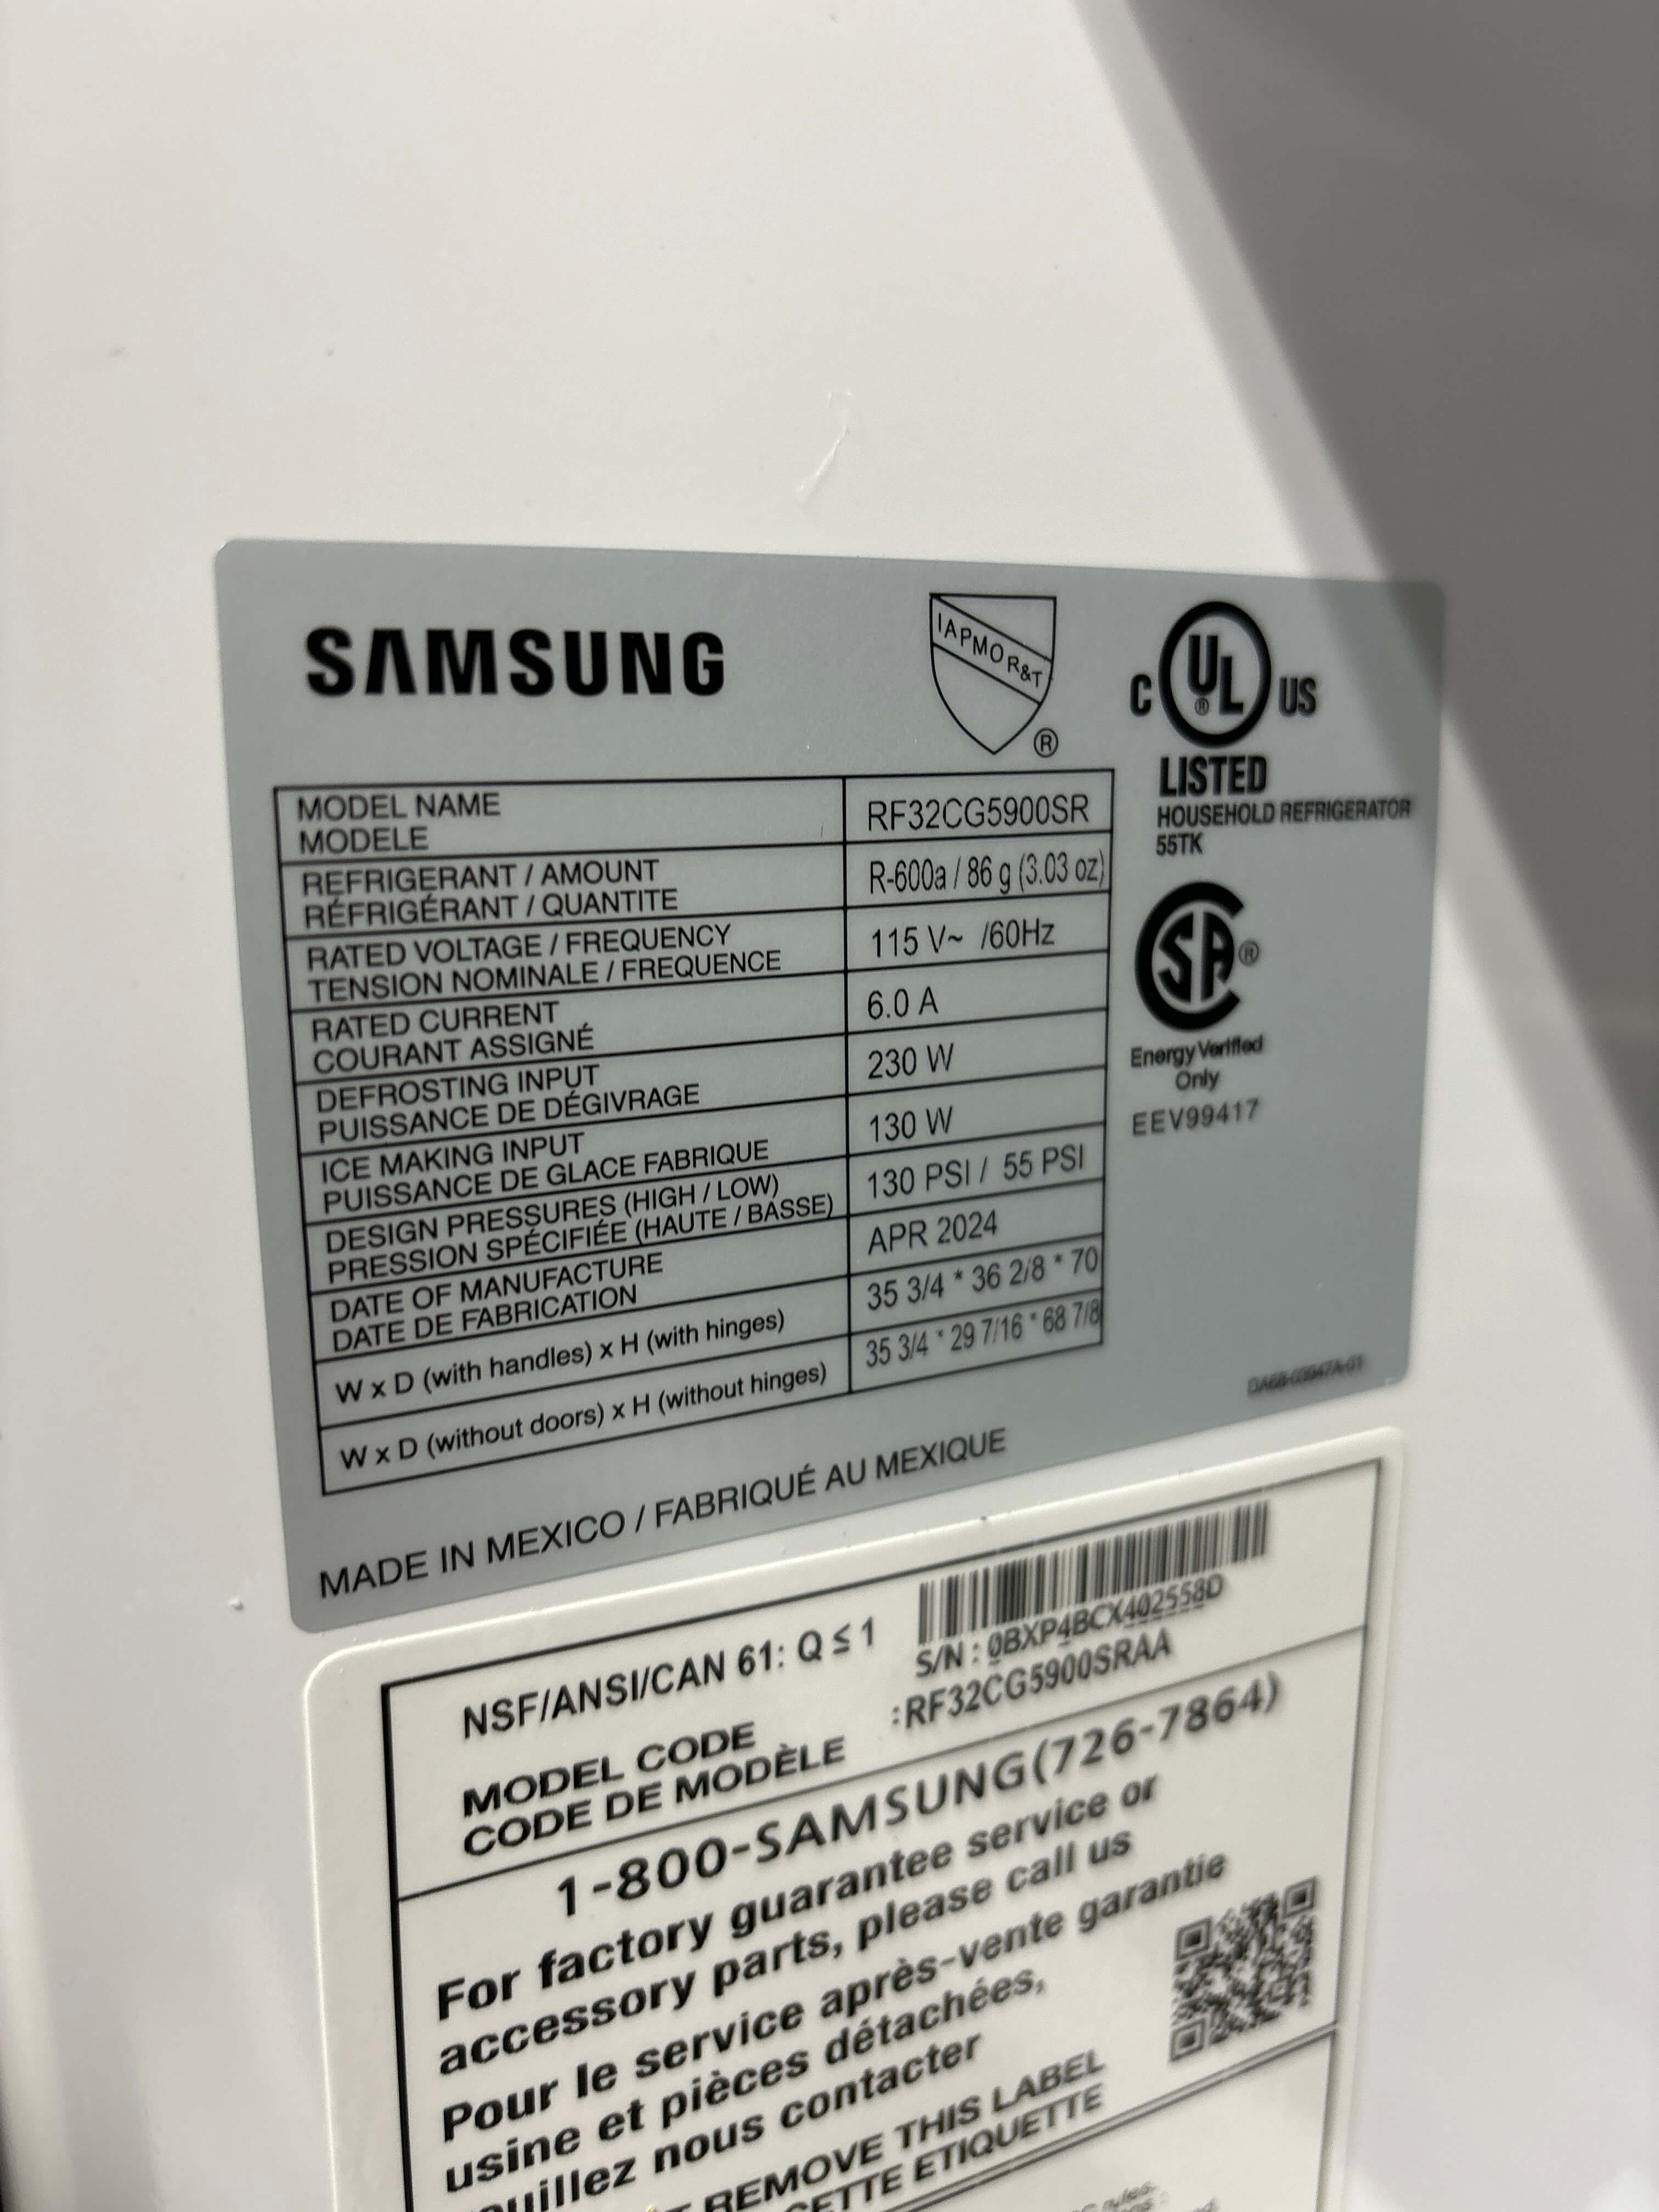 SAMSUNG
IAPMO R&T
®
C UL ® US
LISTED
HOUSEHOLD REFRIGERATOR
55TK
SA ®
Energy Verified
Only
EEV99417
MODEL NAME
MODELE
RF32CG5900SR
REFRIGERANT / AMOUNT
RÉFRIGÉRANT / QUANTITE
R-600a / 86 g (3.03 oz)
RATED VOLTAGE / FREQUENCY
TENSION NOMINALE / FREQUENCE
115 V~ /60Hz
RATED CURRENT
COURANT ASSIGNÉ
6.0 A
DEFROSTING INPUT
PUISSANCE DE DÉGIVRAGE
230 W
ICE MAKING INPUT
PUISSANCE DE GLACE FABRIQUE
130 W
DESIGN PRESSURES (HIGH / LOW)
PRESSION SPÉCIFIÉE (HAUTE / BASSE)
130 PSI / 55 PSI
DATE OF MANUFACTURE
DATE DE FABRICATION
APR 2024
W x D (with handles) x H (with hinges)
35 3/4 * 36 2/8 * 70
W x D (without doors) x H (without hinges)
35 3/4 * 29 7/16 * 68 7/8
MADE IN MEXICO / FABRIQUÉ AU MEXIQUE
NSF/ANSI/CAN 61: Q ≤ 1
S/N : 0BXP4BCX402558D
MODEL CODE
CODE DE MODÈLE
:RF32CG5900SRAA
1-800-SAMSUNG(726-7864)
For factory guarantee service or
accessory parts, please call us
Pour le service après-vente garantie
usine et pièces détachées,
nous contacter
REMOVE THIS LABEL
CETTE ETIQUETTE